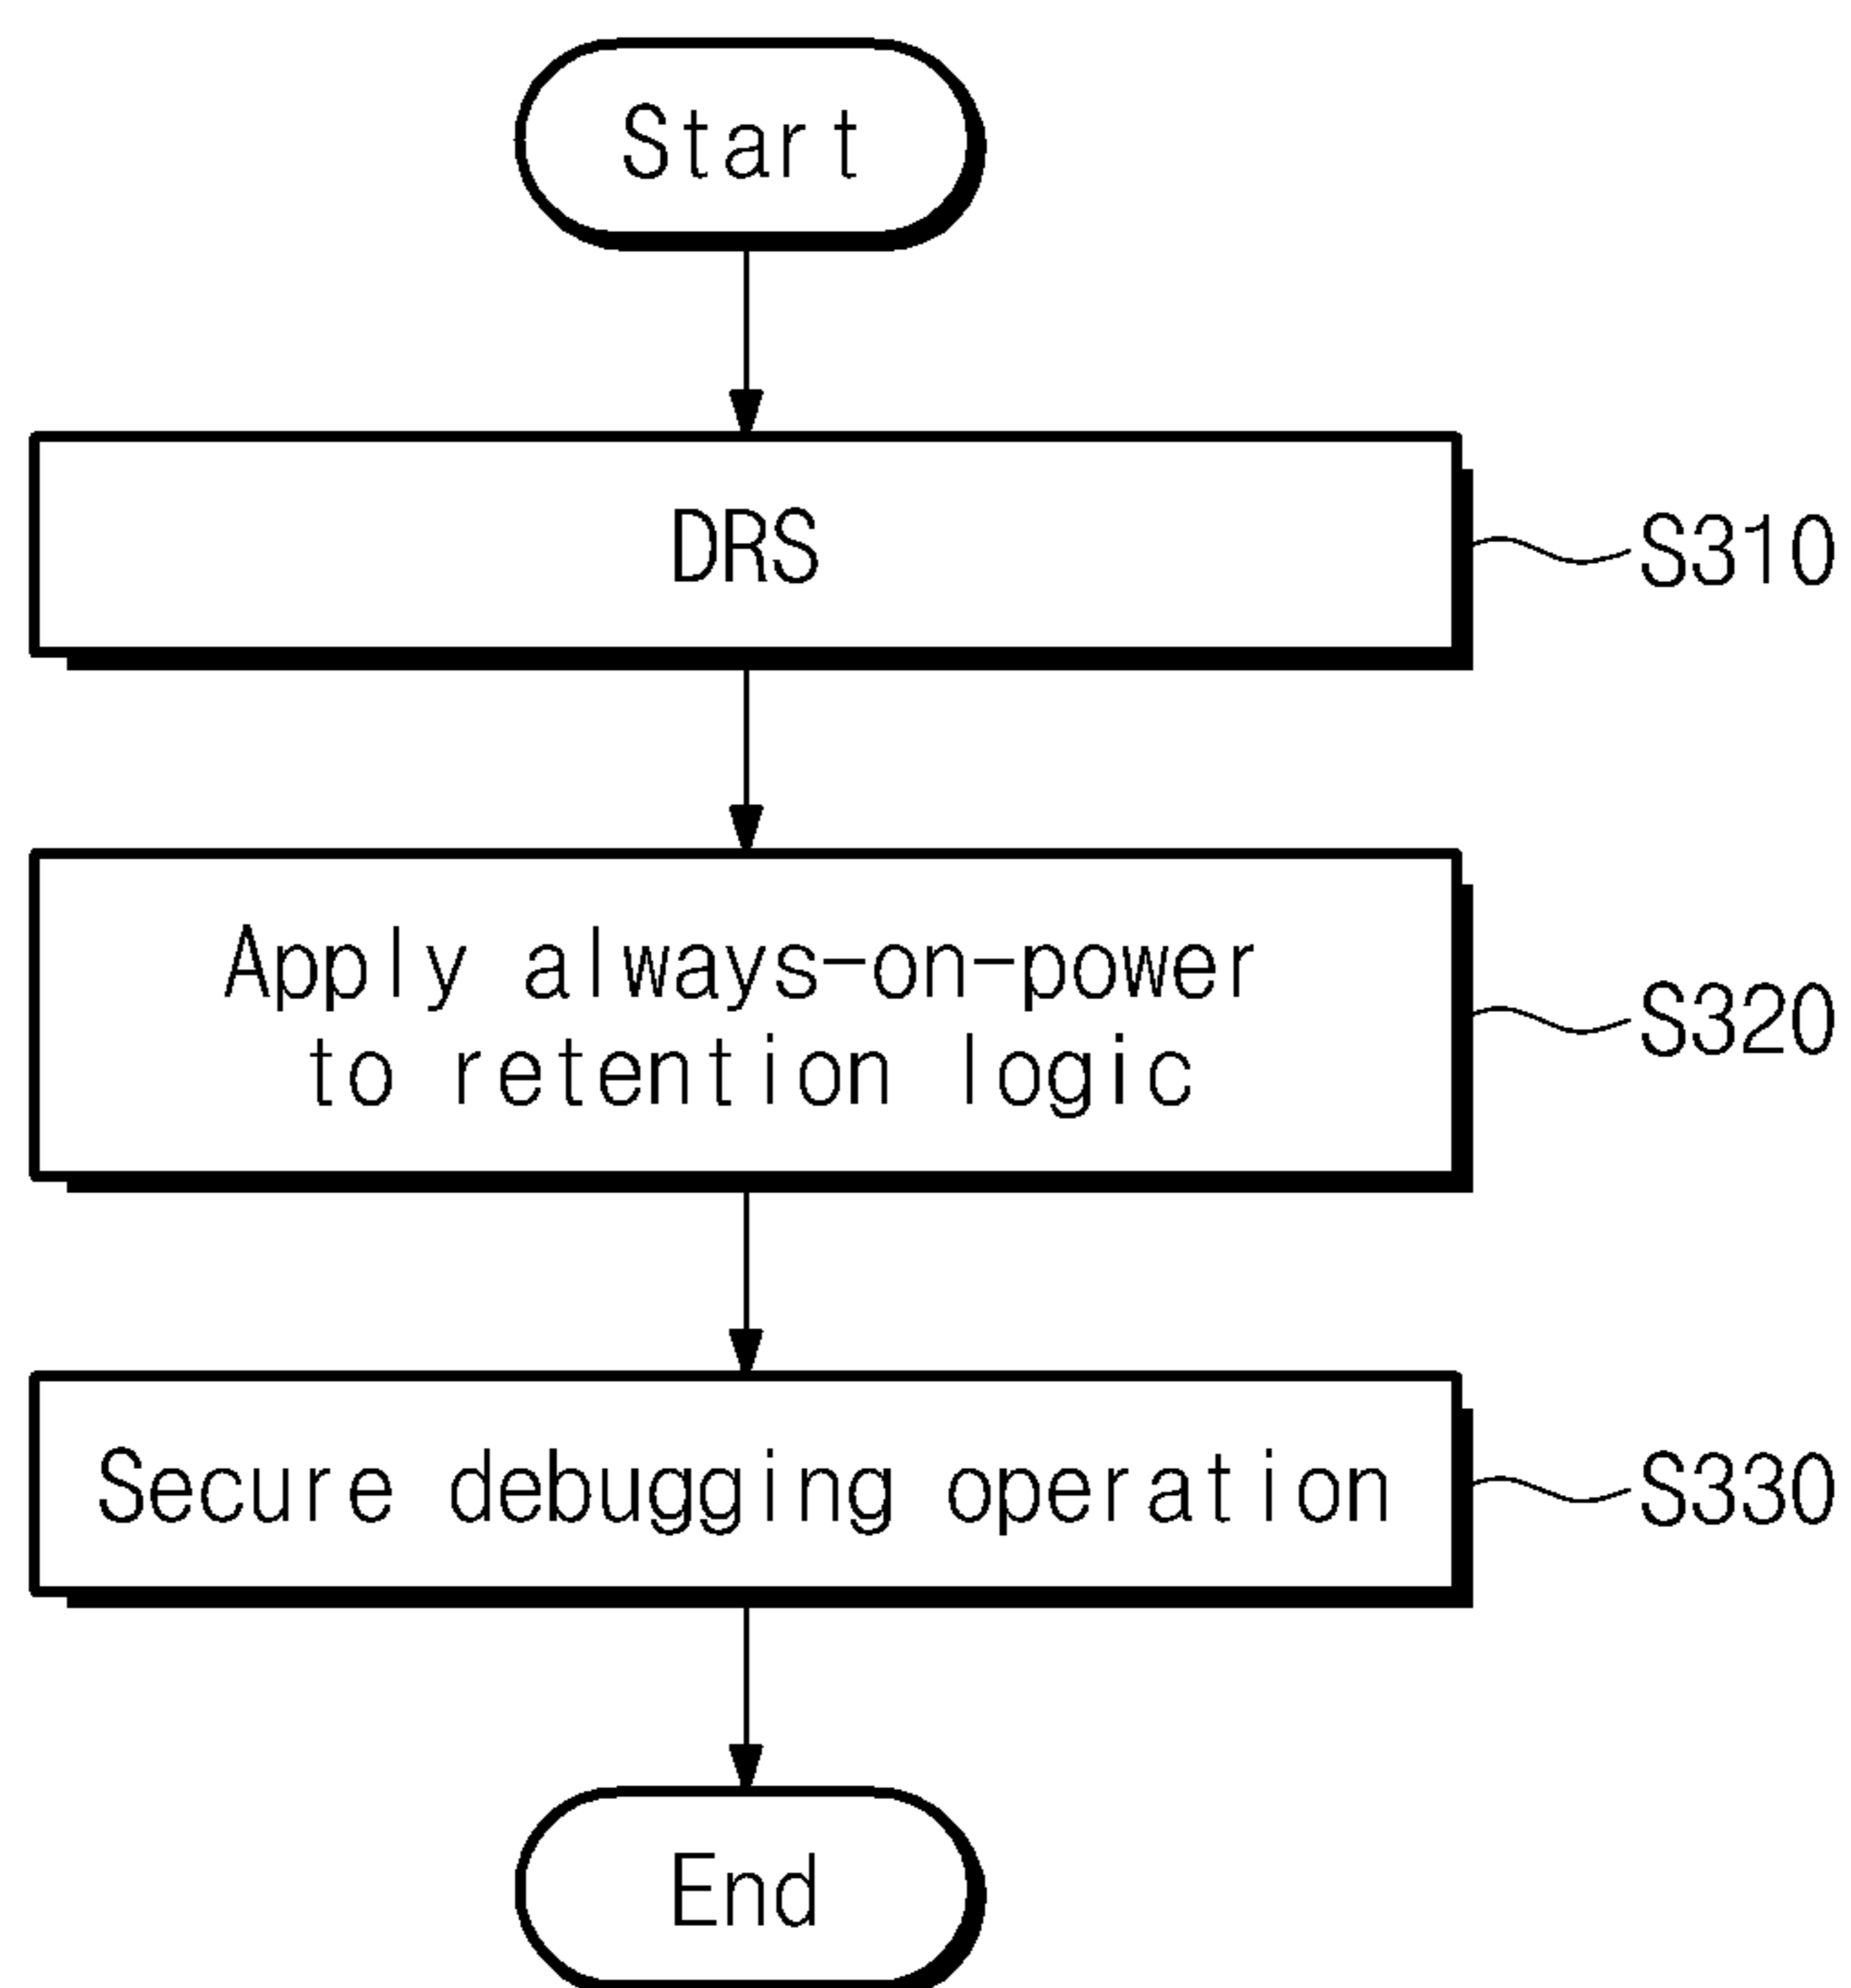 Start
DRS
S310
Apply always-on-power
to retention logic
S320
Secure debugging operation
S330
End